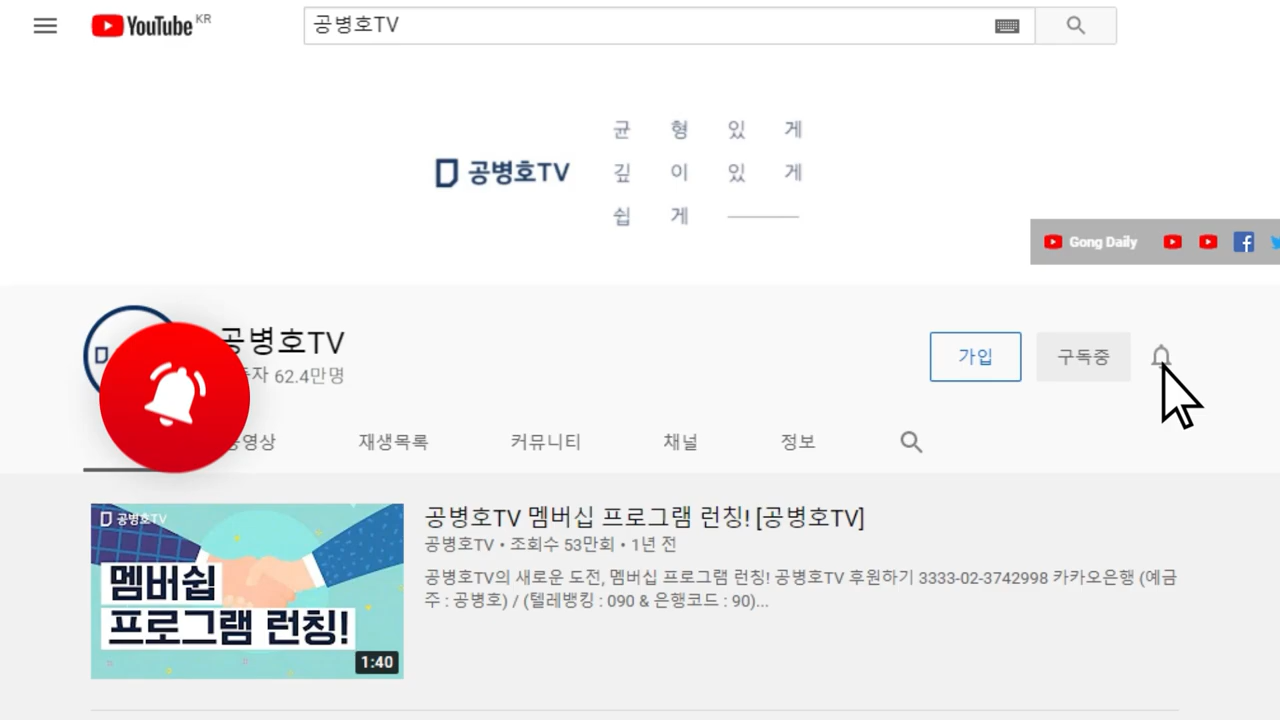 YouTube KR
공병호TV
공병호TV
균 형 있 게
깊 이 있 게
쉽 게
Gong Daily
공병호TV
62.4만명
가입
구독중
재생목록
커뮤니티
채널
정보
공병호TV
멤버쉽
프로그램 런칭!
1:40
공병호TV 멤버십 프로그램 런칭! [공병호TV]
공병호TV • 조회수 53만회 • 1년 전
공병호TV의 새로운 도전, 멤버십 프로그램 런칭! 공병호TV 후원하기 3333-02-3742998 카카오은행 (예금
주 : 공병호) / (텔레뱅킹 : 090 & 은행코드 : 90)...